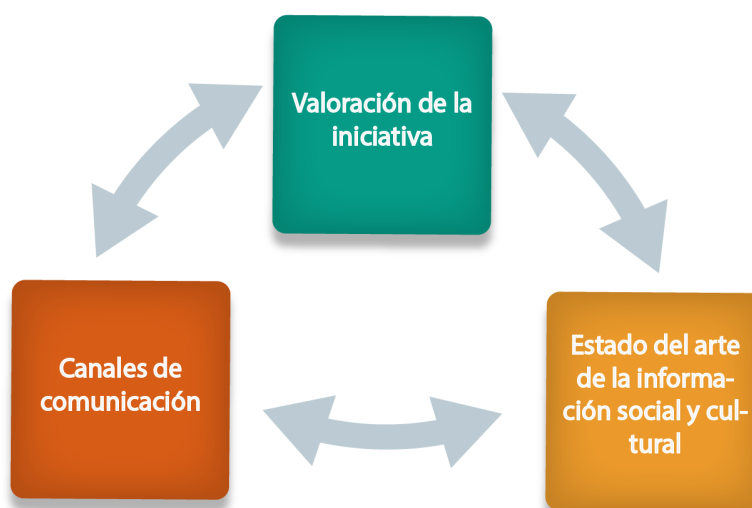 Valoración de la
iniciativa
Canales de
comunicación
Estado del arte
de la informa-
ción social y cul-
tural